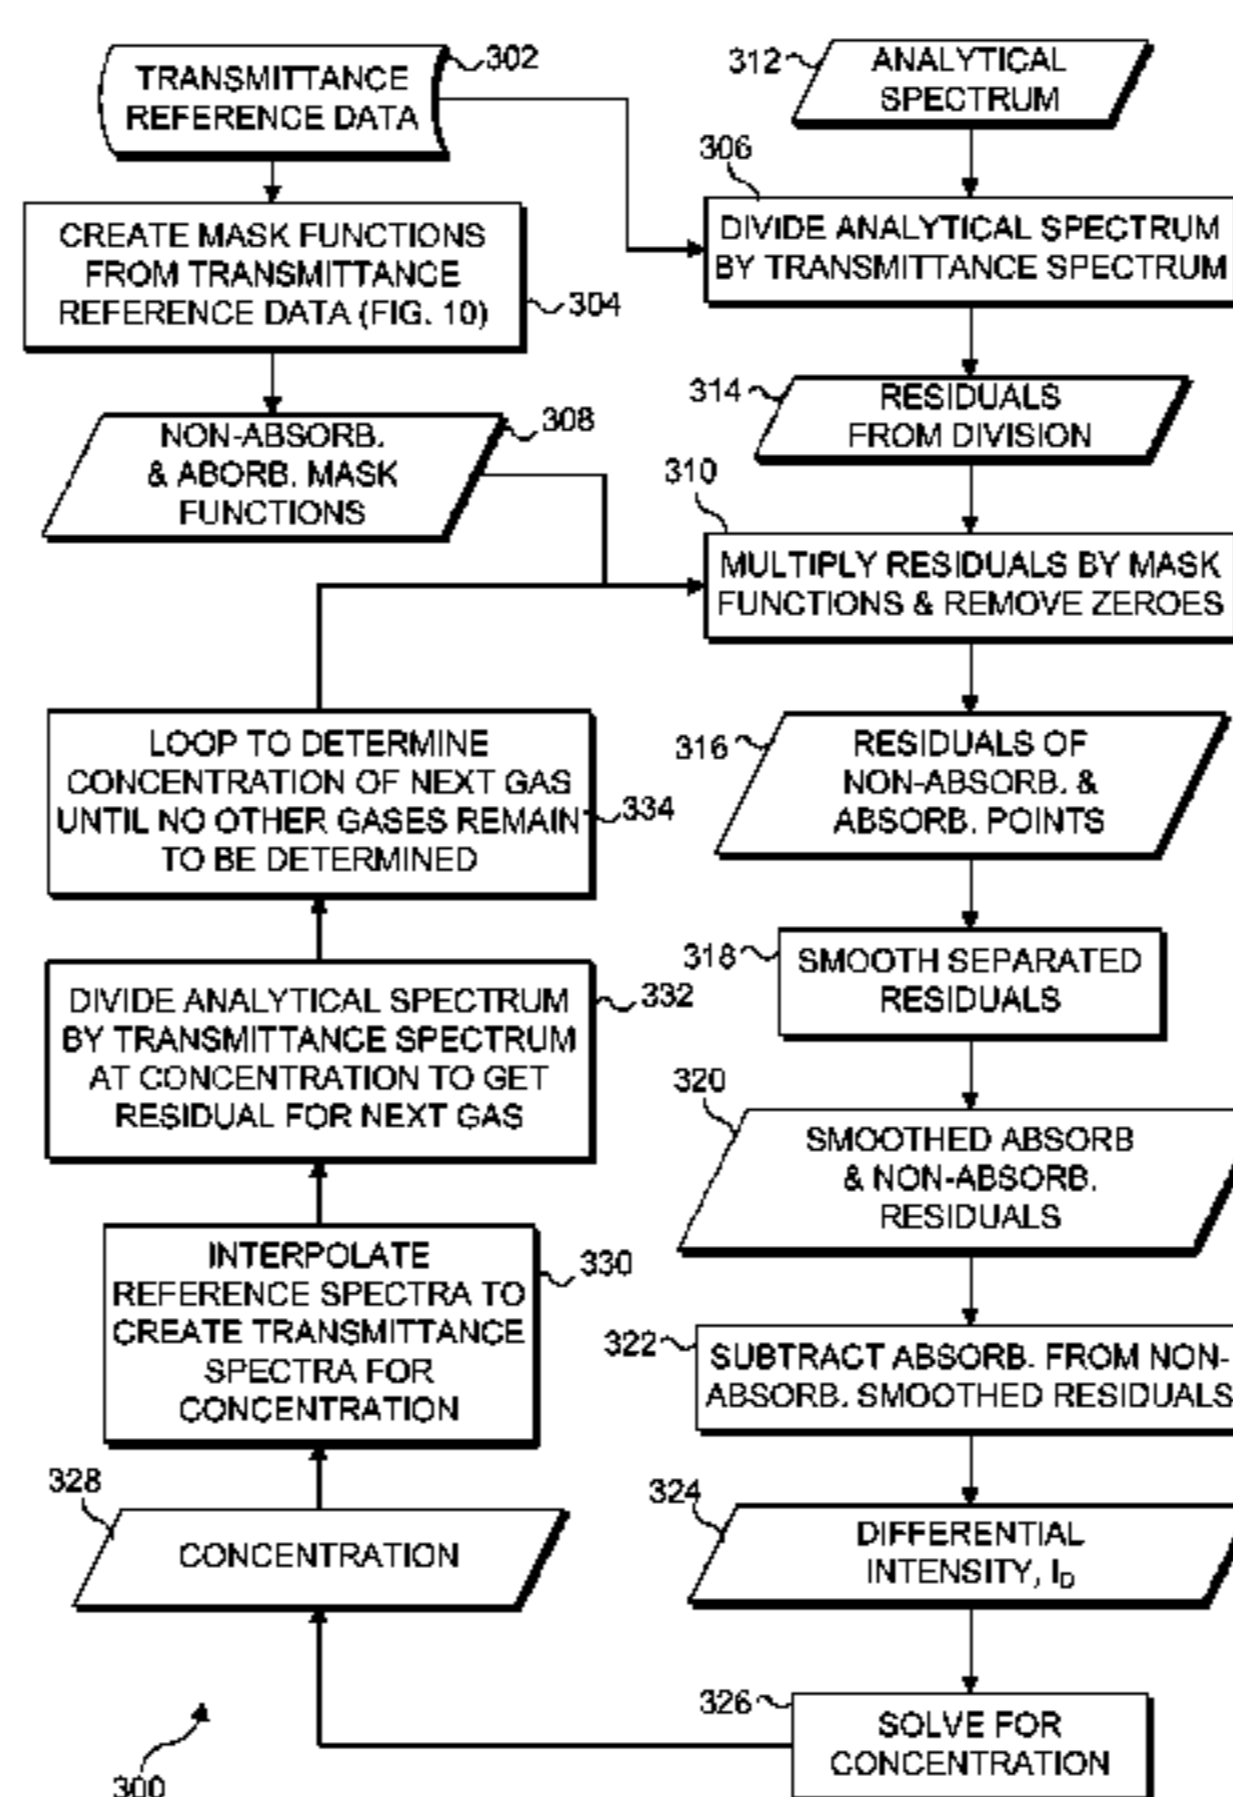 TRANSMITTANCE
REFERENCE DATA
302
CREATE MASK FUNCTIONS
FROM TRANSMITTANCE
REFERENCE DATA (FIG. 10)
304
NON-ABSORB.
& ABORB. MASK
FUNCTIONS
308
312
ANALYTICAL
SPECTRUM
306
DIVIDE ANALYTICAL SPECTRUM
BY TRANSMITTANCE SPECTRUM
314
RESIDUALS
FROM DIVISION
310
MULTIPLY RESIDUALS BY MASK
FUNCTIONS & REMOVE ZEROES
316
RESIDUALS OF
NON-ABSORB. &
ABSORB. POINTS
318
SMOOTH SEPARATED
RESIDUALS
320
SMOOTHED ABSORB
& NON-ABSORB.
RESIDUALS
322
SUBTRACT ABSORB. FROM NON-
ABSORB. SMOOTHED RESIDUALS
324
DIFFERENTIAL
INTENSITY, I_D
326
SOLVE FOR
CONCENTRATION
328
CONCENTRATION
INTERPOLATE
REFERENCE SPECTRA TO
CREATE TRANSMITTANCE
SPECTRA FOR
CONCENTRATION
330
DIVIDE ANALYTICAL SPECTRUM
BY TRANSMITTANCE SPECTRUM
AT CONCENTRATION TO GET
RESIDUAL FOR NEXT GAS
332
LOOP TO DETERMINE
CONCENTRATION OF NEXT GAS
UNTIL NO OTHER GASES REMAIN
TO BE DETERMINED
334
300